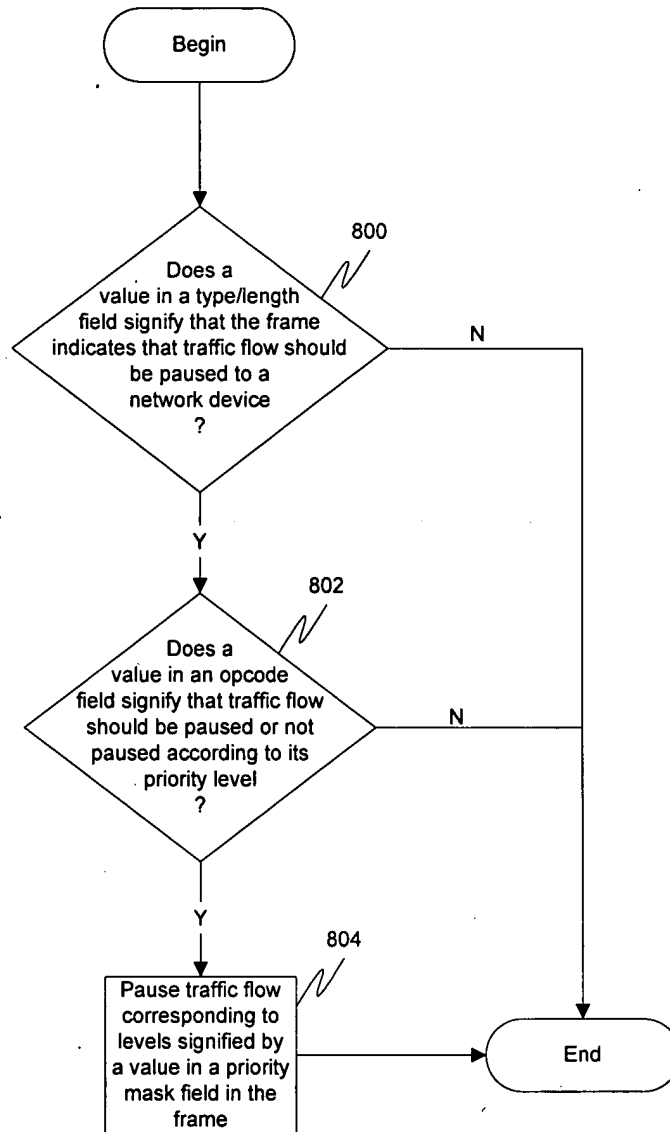 Begin
800
Does a
value in a type/length
field signify that the frame
indicates that traffic flow should
be paused to a
network device
?
N
Y
802
Does a
value in an opcode
field signify that traffic flow
should be paused or not
paused according to its
priority level
?
N
Y
804
Pause traffic flow
corresponding to
levels signified by
a value in a priority
mask field in the
frame
End